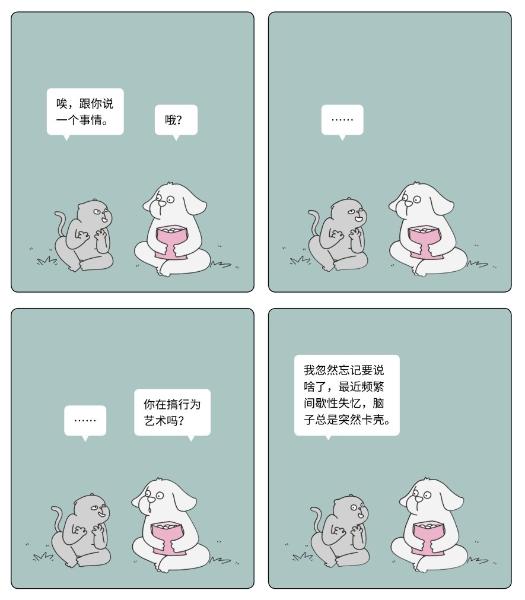 唉，跟你说
一个事情。
哦？
……
……
你在搞行为
艺术吗？
我忽然忘记要说
啥了，最近频繁
间歇性失忆，脑
子总是突然卡壳。